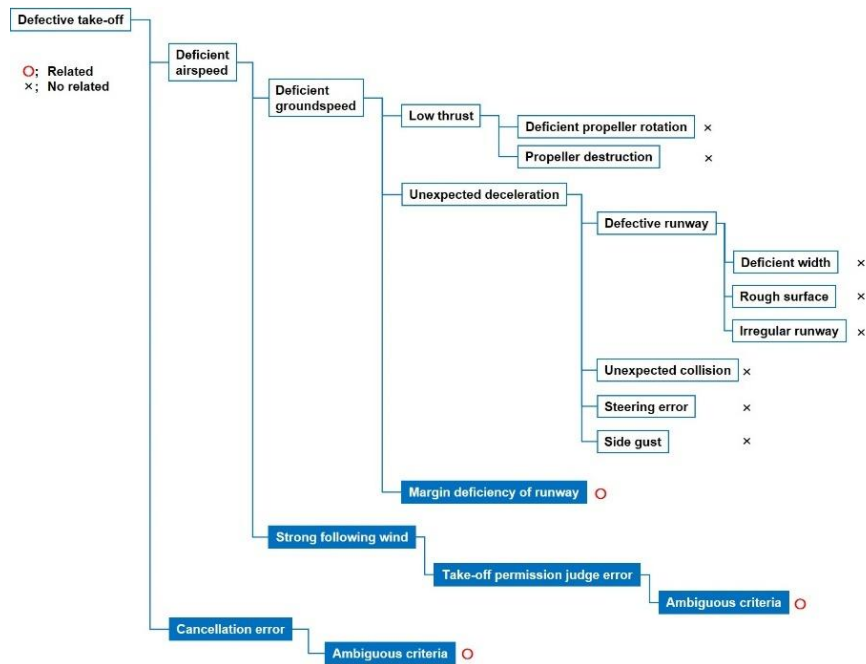 Defective take-off
O; Related
×; No related
Deficient
airspeed
Deficient
groundspeed
Low thrust
Deficient propeller rotation ×
Propeller destruction ×
Unexpected deceleration
Defective runway
Deficient width ×
Rough surface ×
Irregular runway ×
Unexpected collision ×
Steering error ×
Side gust ×
Margin deficiency of runway O
Strong following wind
Take-off permission judge error
Ambiguous criteria O
Cancellation error
Ambiguous criteria O